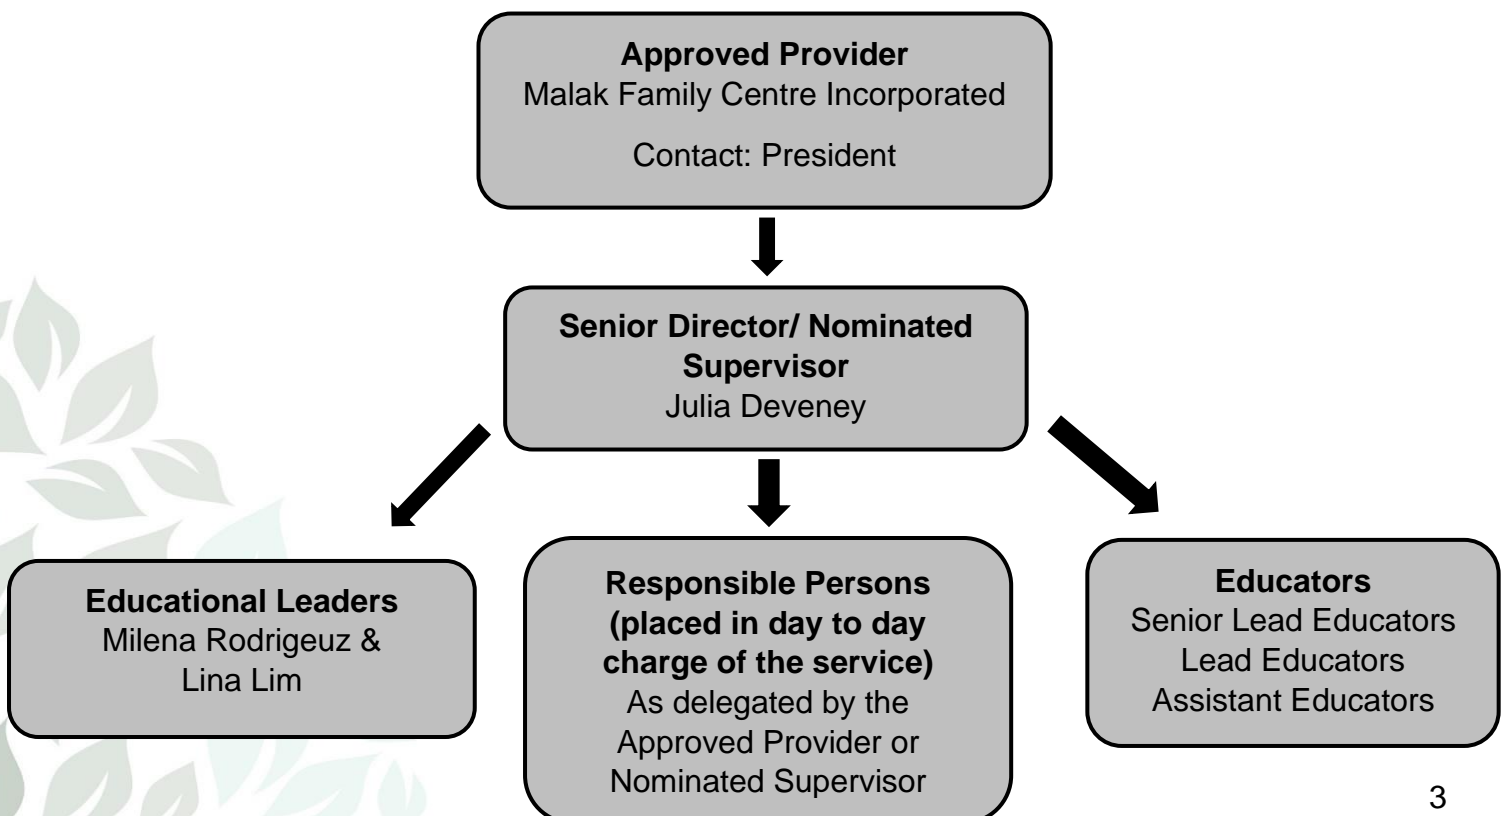 Approved Provider
Malak Family Centre Incorporated
Contact: President
Senior Director/ Nominated
Supervisor
Julia Deveney
Educational Leaders
Milena Rodrigeuz &
Lina Lim
Responsible Persons
(placed in day to day
charge of the service)
As delegated by the
Approved Provider or
Nominated Supervisor
Educators
Senior Lead Educators
Lead Educators
Assistant Educators
3